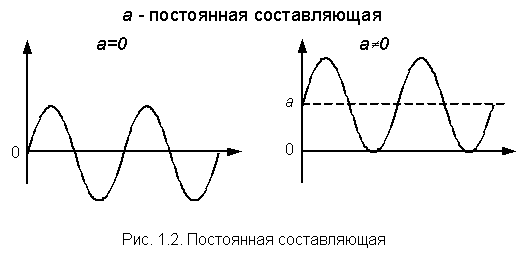 a - постоянная составляющая
a=0
a≠0
0
a
0
Рис. 1.2. Постоянная составляющая